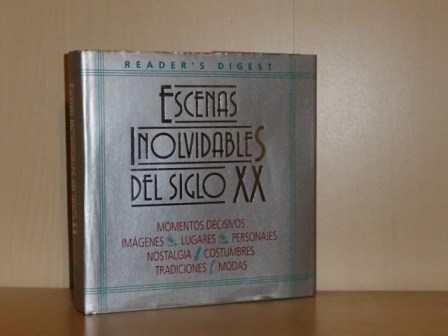 READER'S DIGEST
ESCENAS
INOLVIDABLES
DEL SIGLO XX
MOMENTOS DECISIVOS
IMÁGENES LUGARES PERSONAJES
NOSTALGIA COSTUMBRES
TRADICIONES MODAS